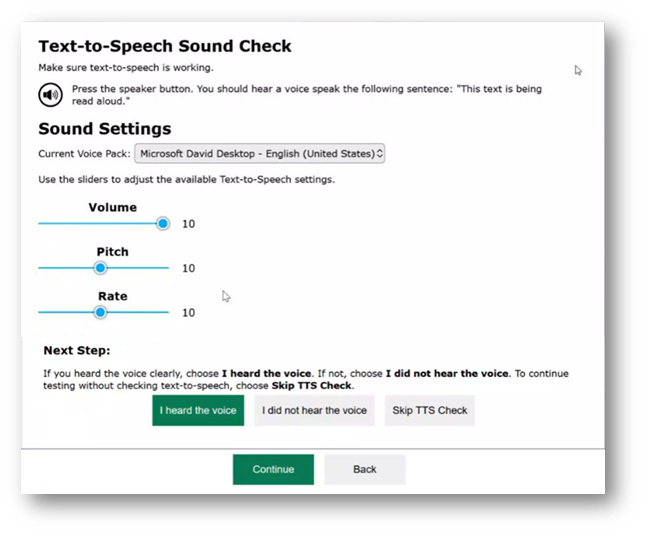 Text-to-Speech Sound Check
Make sure text-to-speech is working.
Press the speaker button. You should hear a voice speak the following sentence: "This text is being
read aloud."
Sound Settings
Current Voice Pack: Microsoft David Desktop - English (United States)
Use the sliders to adjust the available Text-to-Speech settings.
Volume
10
Pitch
10
Rate
10
Next Step:
If you heard the voice clearly, choose I heard the voice. If not, choose I did not hear the voice. To continue
testing without checking text-to-speech, choose Skip TTS Check.
I heard the voice I did not hear the voice Skip TTS Check
Continue Back